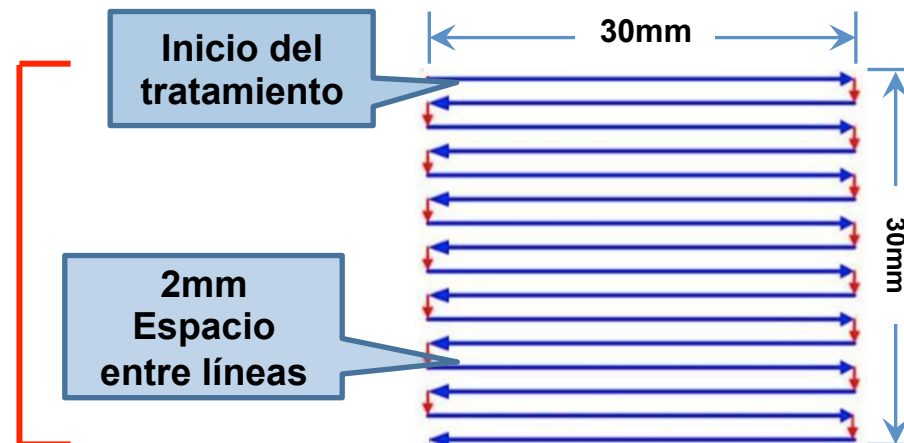 30mm
Inicio del
tratamiento
30mm
2mm
Espacio
entre líneas